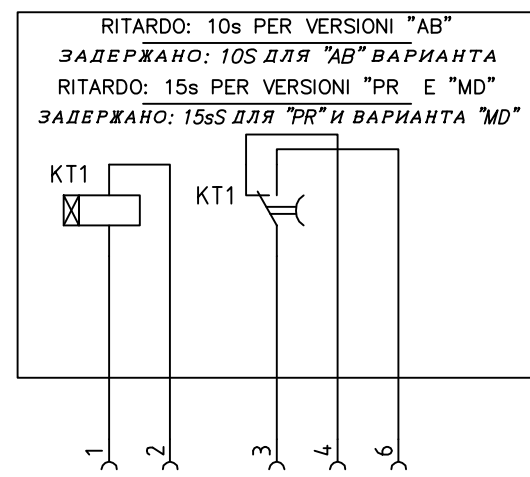 RITARDO: 10s PER VERSIONI "AB"
ЗАДЕРЖАНО: 10S ДЛЯ "AB" ВАРИАНТА
RITARDO: 15s PER VERSIONI "PR E "MD"
ЗАДЕРЖАНО: 15sS ДЛЯ "PR" И ВАРИАНТА "MD"
KT1
KT1
1 2 3 4 6